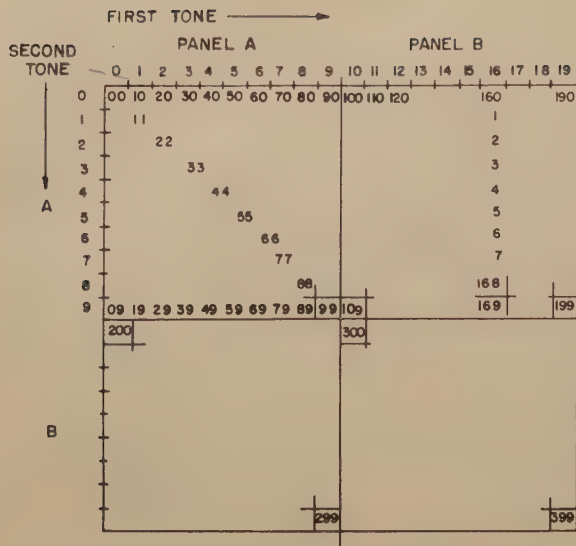 FIRST TONE
PANEL A PANEL B
SECOND TONE
0 1 2 3 4 5 6 7 8 9 10 11 12 13 14 15 16 17 18 19
0 00 10 20 30 40 50 60 70 80 90 100 110 120 160 190
1 11 1
2 22 2
3 33 3
A 4 44 4
5 55 5
6 66 6
7 77 7
8 88 168
9 09 19 29 39 49 59 69 79 89 99 109 169 199
200 300
B
299 399